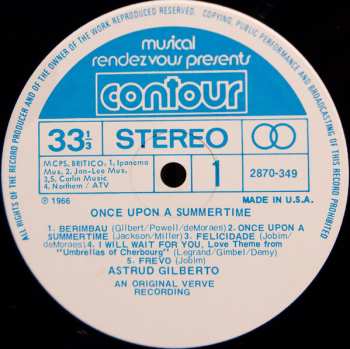 ALL RIGHTS OF THE RECORD PRODUCER AND OF THE OWNER OF THE WORK RESERVED. COPYING, PUBLIC PERFORMANCE AND BROADCASTING OF THIS RECORD PROHIBITED
musical
rendezvous presents
contour
33 1/3 STEREO
MCPS, BRITICO. 1, Ipanema
Mus. 2, Jan-Lee Mus.
3,5, Carlin Music
4, Northern / ATV
1
2870-349
℗ 1966
MADE IN U.S.A.
ONCE UPON A SUMMERTIME
1. BERIMBAU (Gilbert/Powell/deMoraes) 2. ONCE UPON A
SUMMERTIME (Jackson/Miller) 3. FELICIDADE (Jobim/
deMoraes) 4. I WILL WAIT FOR YOU, Love Theme from
"Umbrellas of Cherbourg" (Legrand/Gimbel/Demy)
5. FREVO (Jobim)
ASTRUD GILBERTO
AN ORIGINAL VERVE
RECORDING